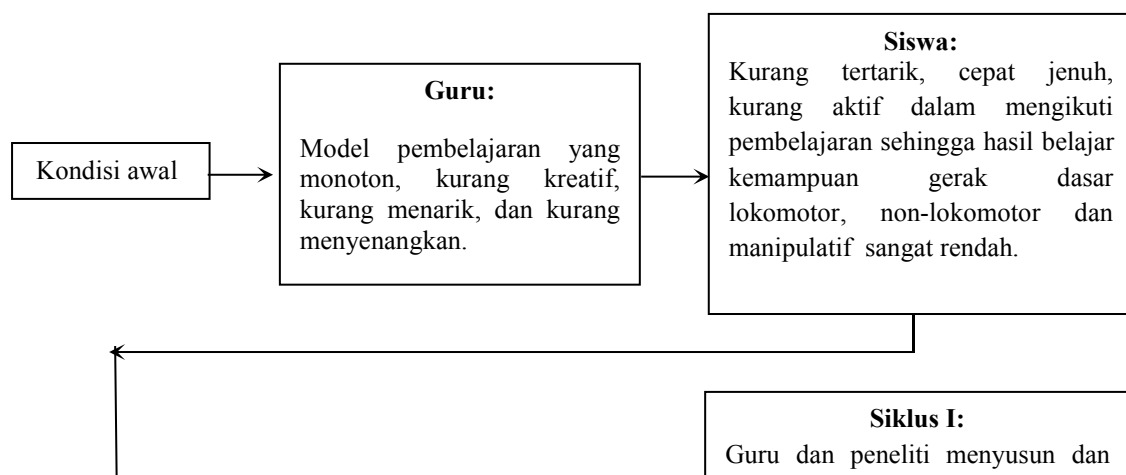 Kondisi awal
Guru:
Model pembelajaran yang
monoton, kurang kreatif,
kurang menarik, dan kurang
menyenangkan.
Siswa:
Kurang tertarik, cepat jenuh,
kurang aktif dalam mengikuti
pembelajaran sehingga hasil belajar
kemampuan gerak dasar
lokomotor, non-lokomotor dan
manipulatif sangat rendah.
Siklus I:
Guru dan peneliti menyusun dan